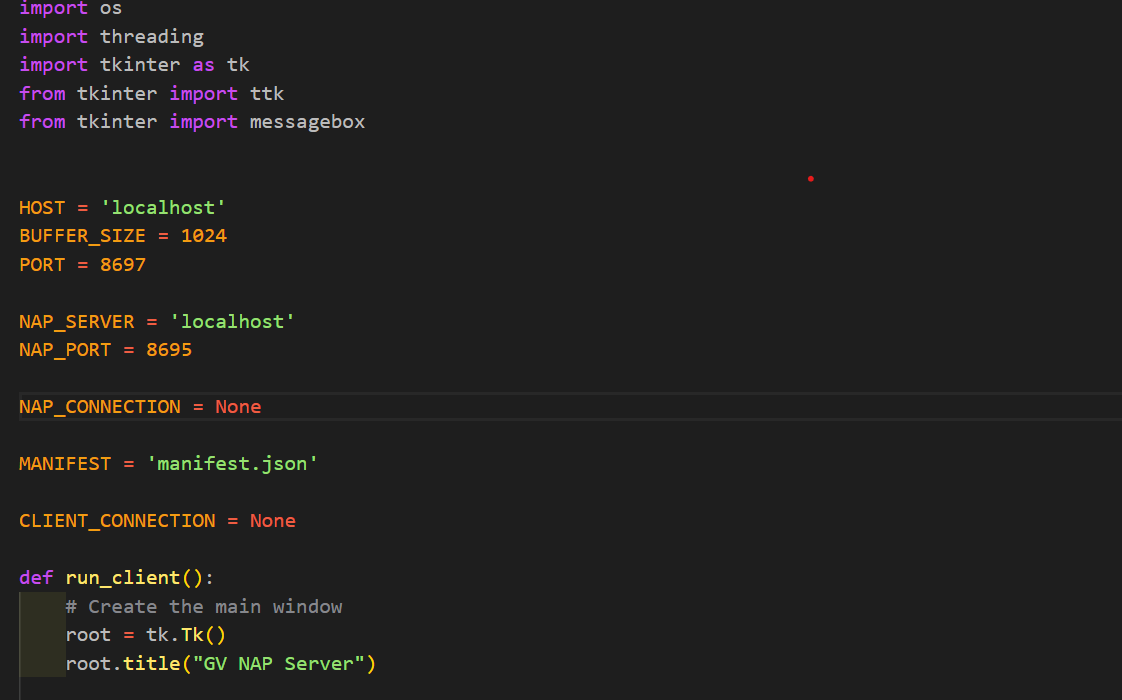 import os
import threading
import tkinter as tk
from tkinter import ttk
from tkinter import messagebox
HOST = 'localhost'
BUFFER_SIZE = 1024
PORT = 8697
NAP_SERVER = 'localhost'
NAP_PORT = 8695
NAP_CONNECTION = None
MANIFEST = 'manifest.json'
CLIENT_CONNECTION = None
def run_client():
    # Create the main window
    root = tk.Tk()
    root.title("GV NAP Server")